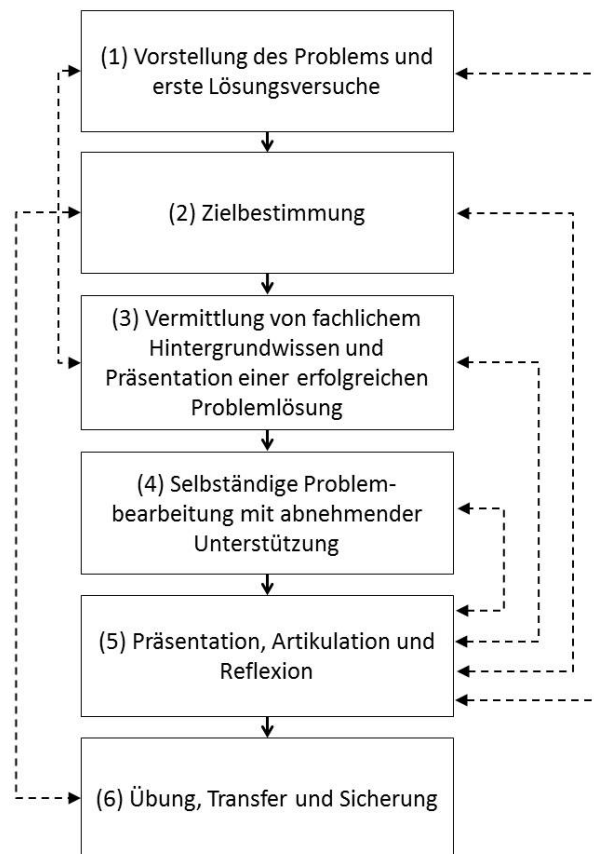 (1) Vorstellung des Problems und
erste Lösungsversuche
(2) Zielbestimmung
(3) Vermittlung von fachlichem
Hintergrundwissen und
Präsentation einer erfolgreichen
Problemlösung
(4) Selbständige Problem-
bearbeitung mit abnehmender
Unterstützung
(5) Präsentation, Artikulation und
Reflexion
(6) Übung, Transfer und Sicherung